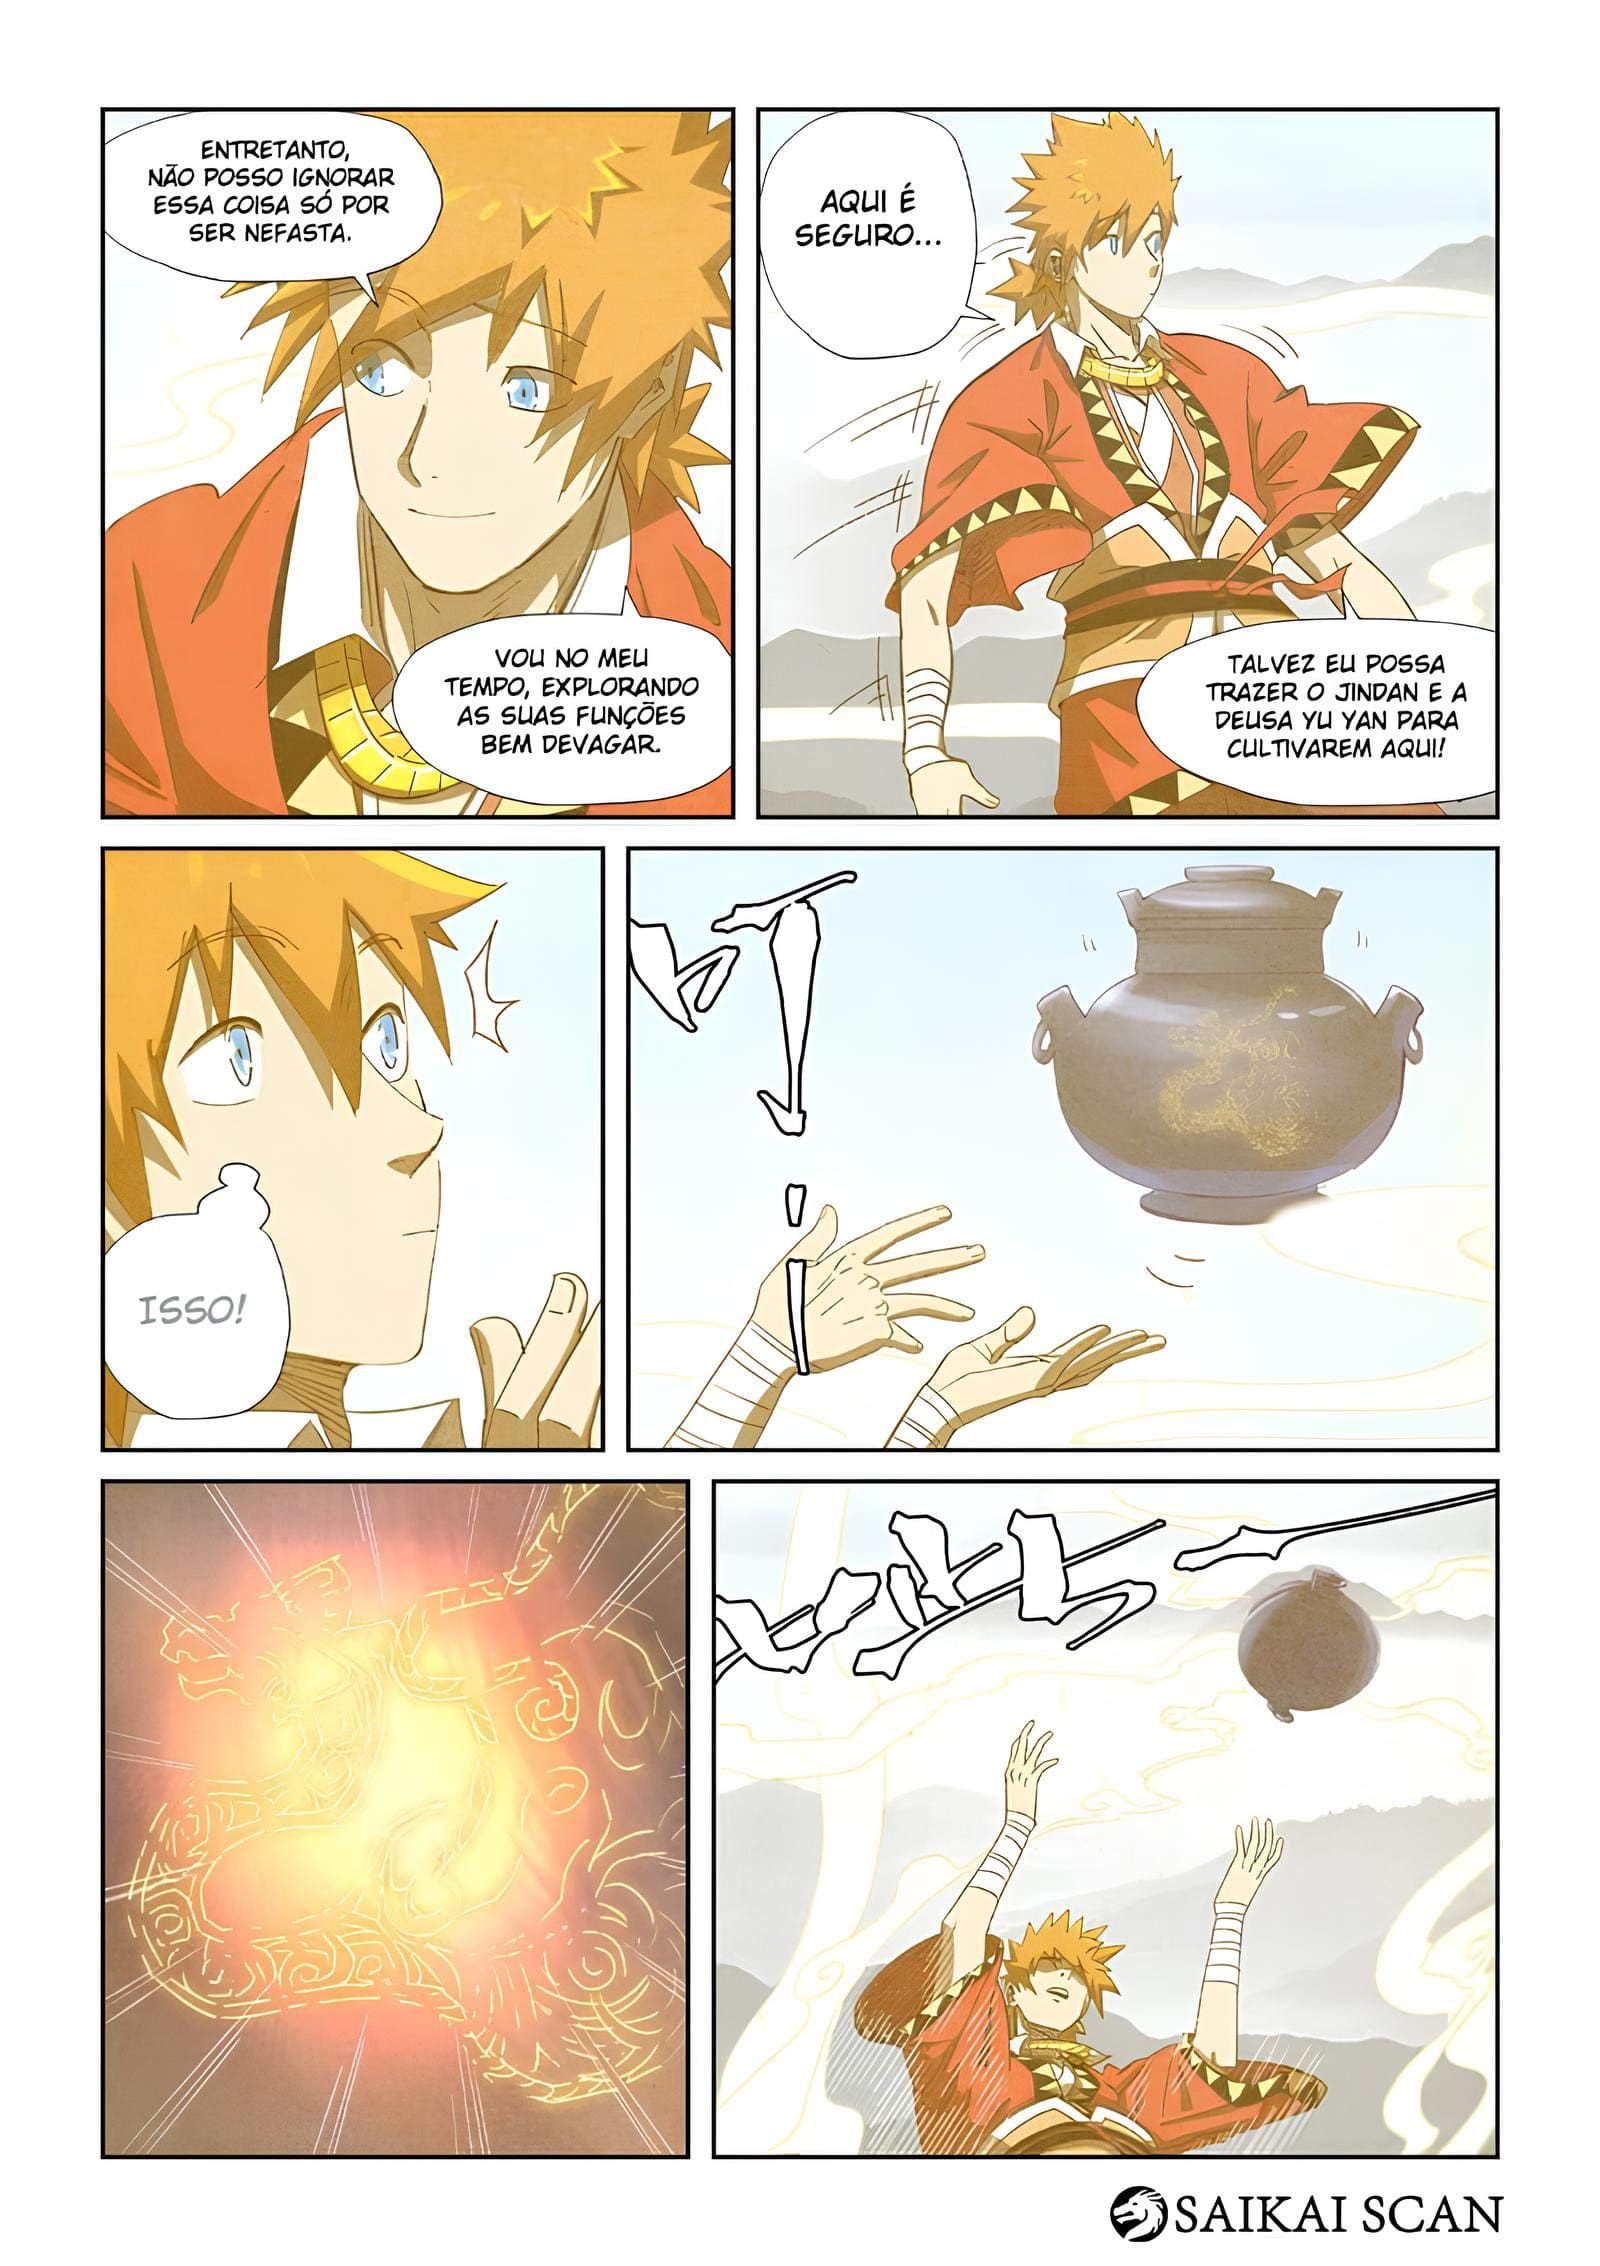 ENTRETANTO,
NÃO POSSO IGNORAR
ESSA COISA SÓ POR
SER NEFASTA.
VOU NO MEU
TEMPO, EXPLORANDO
AS SUAS FUNÇÕES
BEM DEVAGAR.
AQUI É
SEGURO...
TALVEZ EU POSSA
TRAZER O JINDAN E A
DEUSA YU YAN PARA
CULTIVAREM AQUI!
ISSO!
SAIKAI SCAN